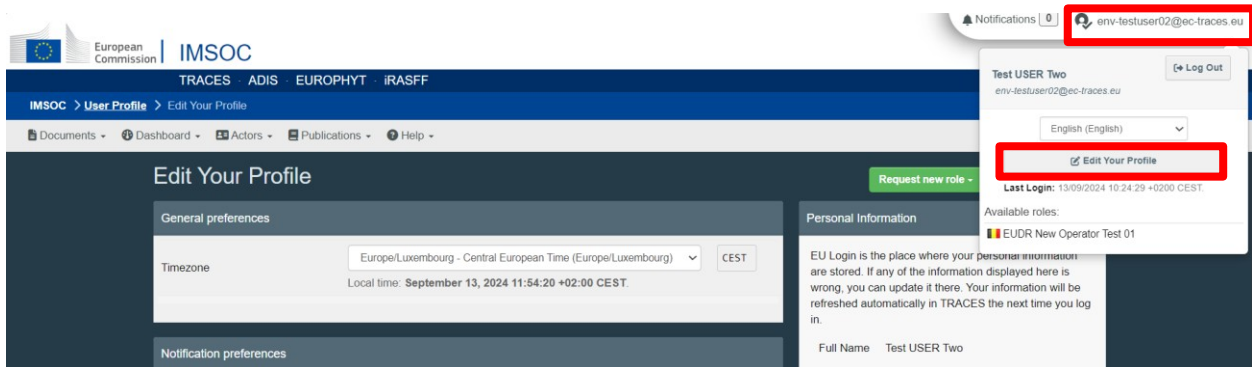 Notifications 0 env-testuser02@ec-traces.eu
European
Commission
IMSOC
TRACES · ADIS · EUROPHYT · iRASFF
IMSOC > User Profile > Edit Your Profile
Documents Dashboard Actors Publications Help
Test USER Two
env-testuser02@ec-traces.eu
Log Out
English (English)
Edit Your Profile
Last Login: 13/09/2024 10:24:29 +0200 CEST.
Available roles:
EUDR New Operator Test 01
Edit Your Profile
Request new role
General preferences
Timezone
Europe/Luxembourg - Central European Time (Europe/Luxembourg) CEST
Local time: September 13, 2024 11:54:20 +02:00 CEST.
Notification preferences
Personal Information
EU Login is the place where your personal information
are stored. If any of the information displayed here is
wrong, you can update it there. Your information will be
refreshed automatically in TRACES the next time you log
in.
Full Name Test USER Two